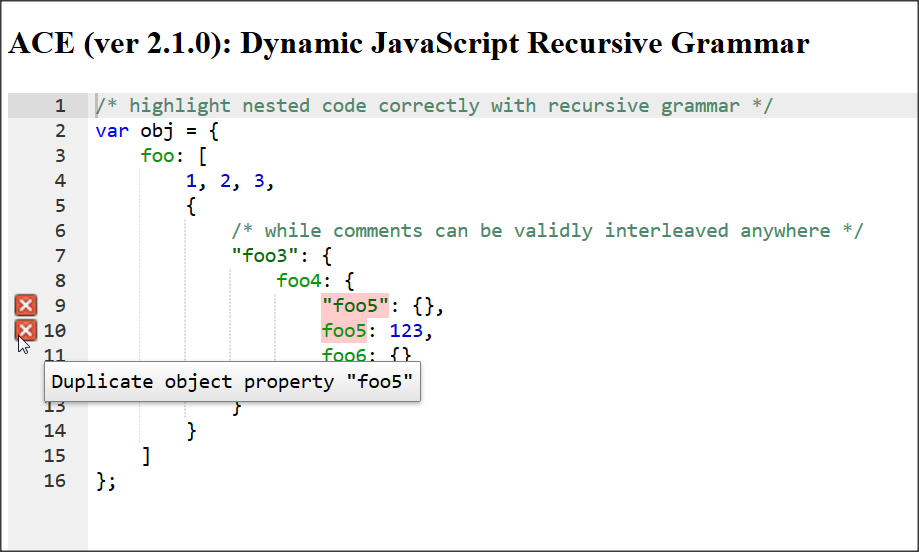 ACE (ver 2.1.0): Dynamic JavaScript Recursive Grammar
1 /* highlight nested code correctly with recursive grammar */
2 var obj = {
3 foo: [
4 1, 2, 3,
5 {
6 /* while comments can be validly interleaved anywhere */
7 "foo3": {
8 foo4: {
9 "foo5": {},
10 foo5: 123,
11 foo6: {}
Duplicate object property "foo5"
13 }
14 }
15 ]
16 };